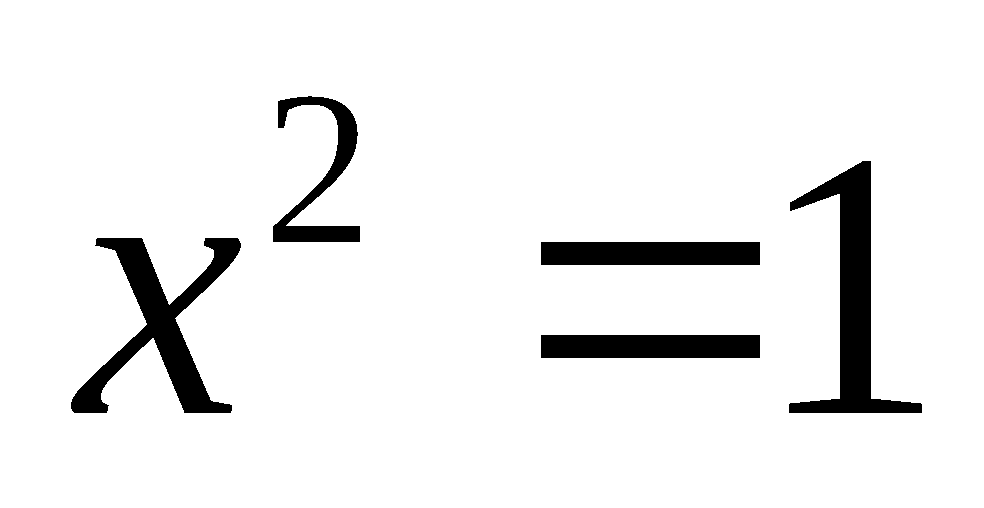 x² =1